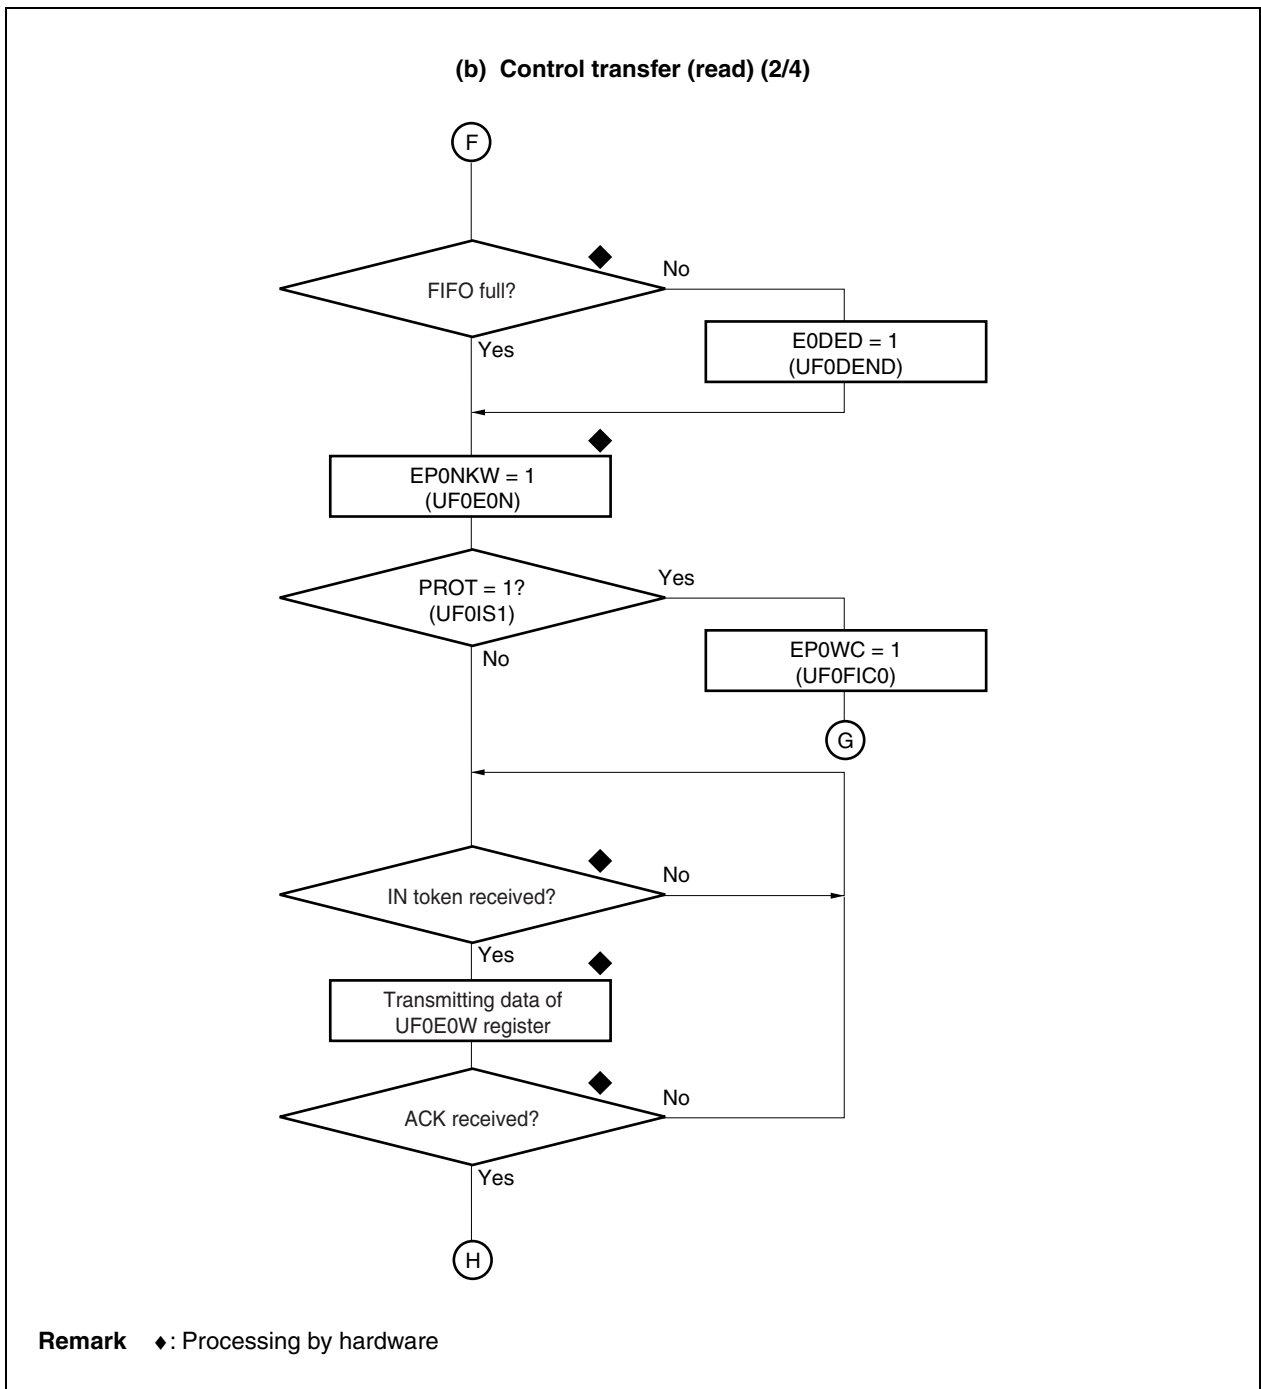 (b) Control transfer (read) (2/4)
F
FIFO full?
No
Yes
E0DED = 1
(UF0DEND)
EP0NKW = 1
(UF0E0N)
PROT = 1?
(UF0IS1)
Yes
No
EP0WC = 1
(UF0FIC0)
G
IN token received?
No
Yes
Transmitting data of
UF0E0W register
ACK received?
No
Yes
H
Remark ♦: Processing by hardware